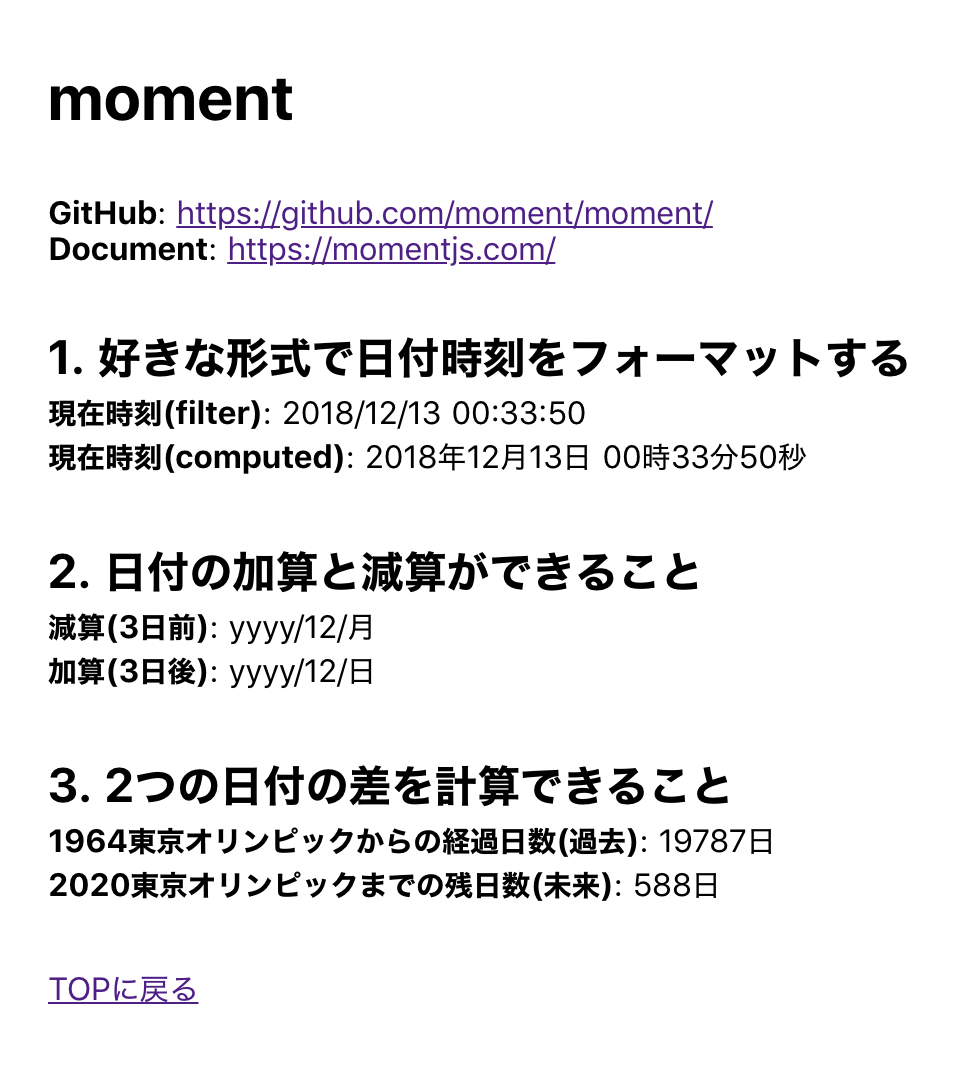 moment
GitHub: https://github.com/moment/moment/
Document: https://momentjs.com/
1. 好きな形式で日付時刻をフォーマットする
現在時刻(filter): 2018/12/13 00:33:50
現在時刻(computed): 2018年12月13日 00時33分50秒
2. 日付の加算と減算ができること
減算(3日前): yyyy/12/月
加算(3日後): yyyy/12/日
3. 2つの日付の差を計算できること
1964東京オリンピックからの経過日数(過去): 19787日
2020東京オリンピックまでの残日数(未来): 588日
TOPに戻る